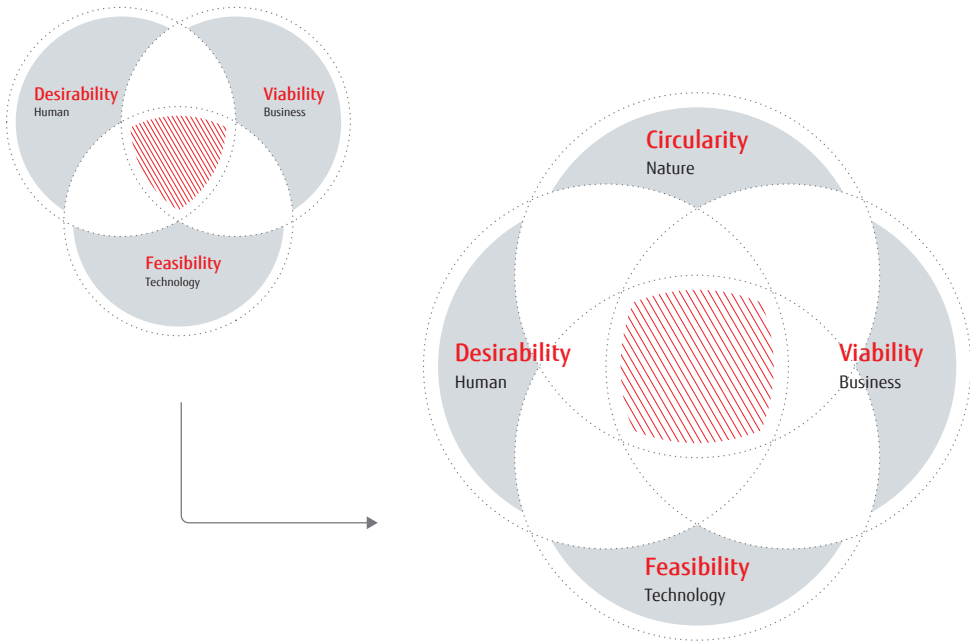 Desirability
Human
Viability
Business
Feasibility
Technology
Circularity
Nature
Desirability
Human
Viability
Business
Feasibility
Technology